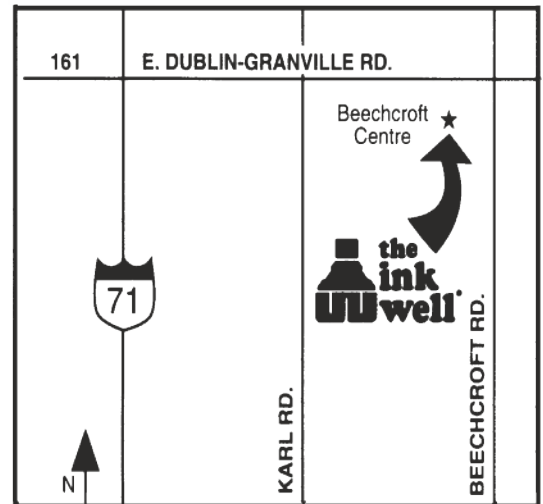 161 E. DUBLIN-GRANVILLE RD.
Beechcroft
Centre
the
ink
well
71
KARL RD.
BEECHCROFT RD.
N